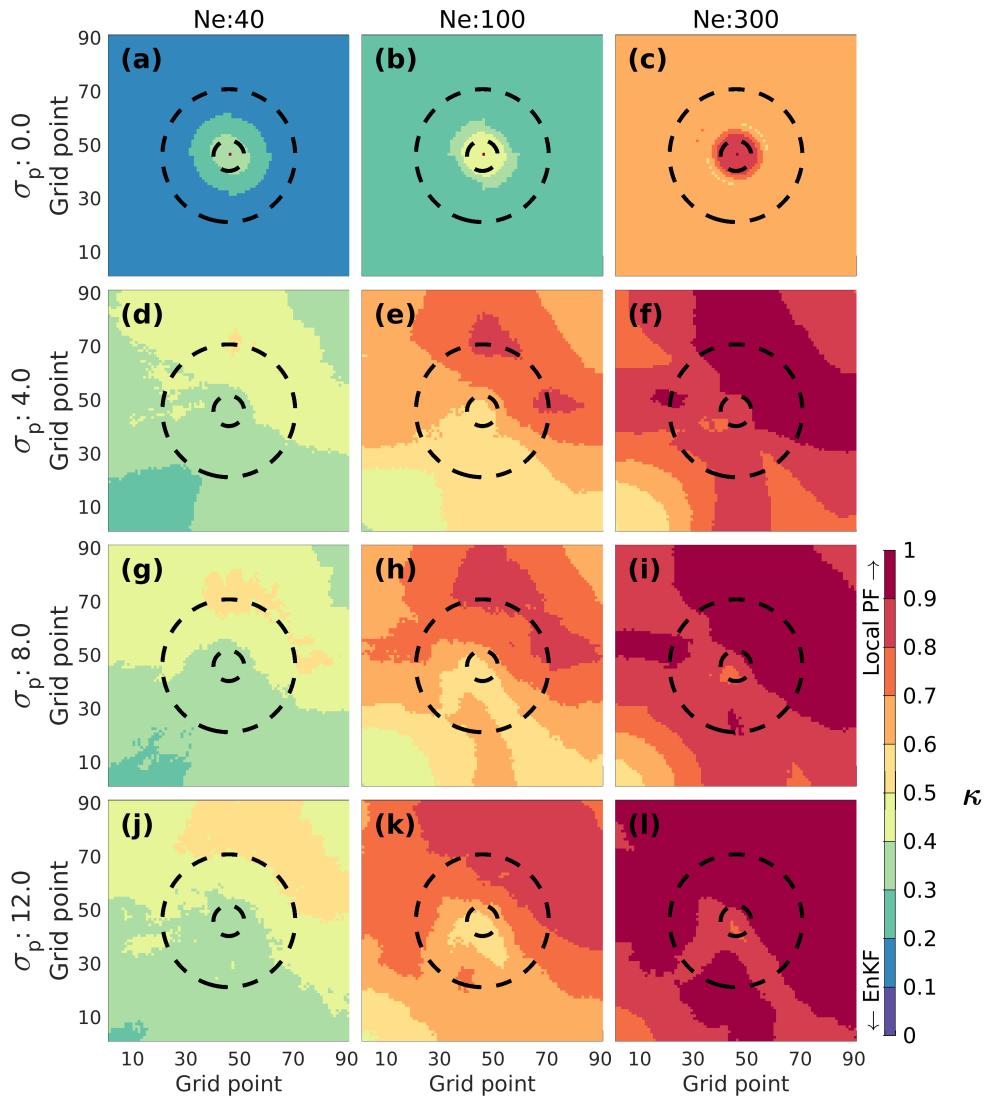 Ne:40 Ne:100 Ne:300
σp: 0.0
Grid point
90
70
50
30
10
(a) (b) (c)
σp: 4.0
Grid point
90
70
50
30
10
(d) (e) (f)
σp: 8.0
Grid point
90
70
50
30
10
(g) (h) (i)
σp: 12.0
Grid point
90
70
50
30
10
(j) (k) (l)
10 30 50 70 90 10 30 50 70 90 10 30 50 70 90
Grid point Grid point Grid point
1
0.9
0.8
0.7
0.6
0.5
0.4
0.3
0.2
0.1
0
Local PF →
← EnKF
κ